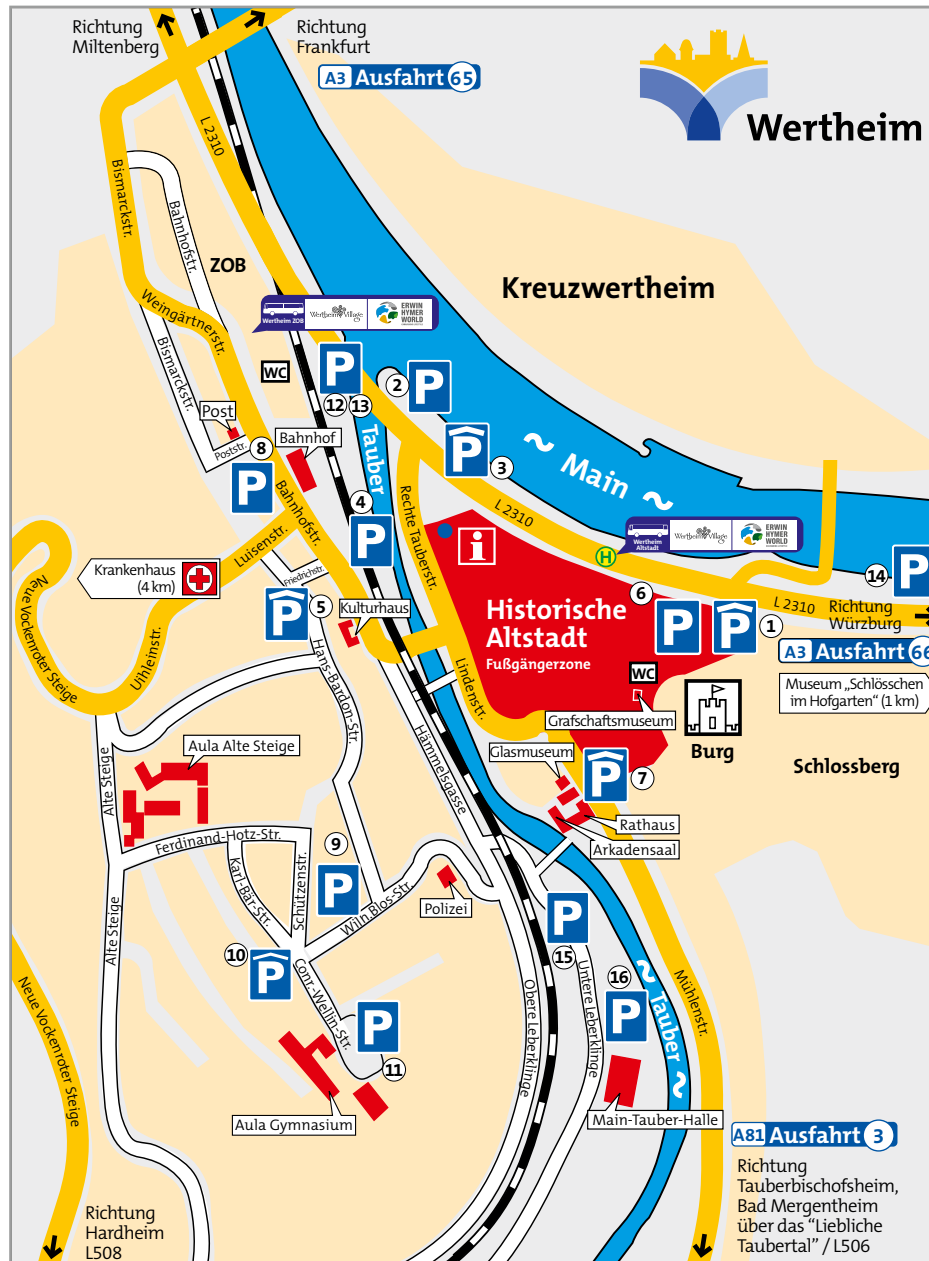 Richtung
Miltenberg
Richtung
Frankfurt
A3 Ausfahrt 65
Wertheim
L 2310
Bismarckstr.
Bahnhofstr.
ZOB
Kreuzwertheim
Weingärtnerstr.
Wertheim ZOB
Wertheim Village
ERWIN
HYMER
WORLD
Bismarckstr.
WC
P
12 13
2
P
Tauber
Post
Poststr.
8
P
Bahnhof
P
3
~ Main ~
Bahnhofstr.
4
P
Rechte Tauberstr.
L 2310
Wertheim
Altstadt
Wertheim Village
ERWIN
HYMER
WORLD
H
i
14
P
Luisenstr.
Friedrichstr.
Krankenhaus
(4 km)
Neue Vockenroter Steige
Uihleinstr.
P
5
Kulturhaus
Historische
Altstadt
Fußgängerzone
6
P
P
1
L 2310
Richtung
Würzburg
A3 Ausfahrt 66
Museum „Schlösschen
im Hofgarten“ (1 km)
Hans-Bardon-Str.
Lindenstr.
WC
Grafschaftsmuseum
Burg
Schlossberg
Hämmelsgasse
Glasmuseum
P
7
Rathaus
Arkadensaal
Aula Alte Steige
Alte Steige
Ferdinand-Hotz-Str.
Karl-Bär-Str.
Schützenstr.
9
P
Wilh.Blos-Str.
Polizei
Alte Steige
10
P
Conr.-Wellin-Str.
P
11
Aula Gymnasium
P
15
16
P
Obere Leberklinge
Untere Leberklinge
~ Tauber ~
Mühlenstr.
Main-Tauber-Halle
Neue Vockenroter Steige
A81 Ausfahrt 3
Richtung
Tauberbischofsheim,
Bad Mergentheim
über das “Liebliche
Taubertal” / L506
Richtung
Hardheim
L508